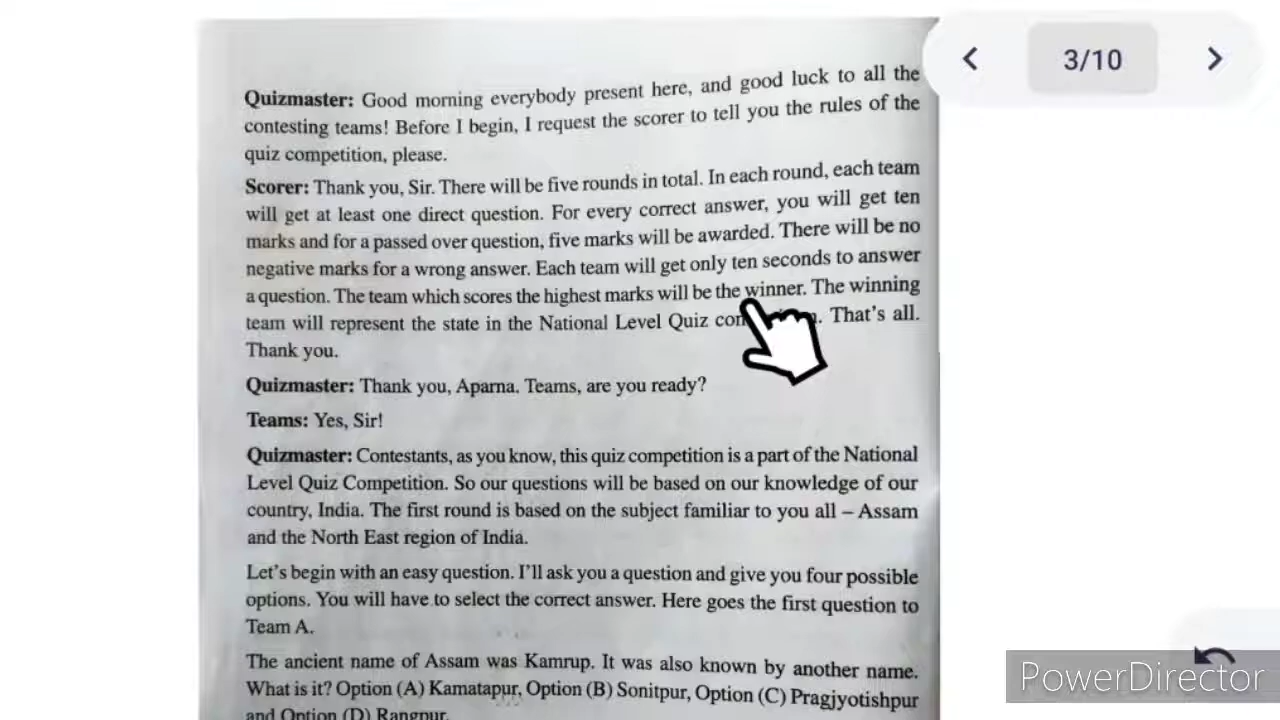 3/10
Quizmaster: Good morning everybody present here, and good luck to all the
contesting teams! Before I begin, I request the scorer to tell you the rules of the
quiz competition, please.
Scorer: Thank you, Sir. There will be five rounds in total. In each round, each team
will get at least one direct question. For every correct answer, you will get ten
marks and for a passed over question, five marks will be awarded. There will be no
negative marks for a wrong answer. Each team will get only ten seconds to answer
a question. The team which scores the highest marks will be the winner. The winning
team will represent the state in the National Level Quiz That's all.
Thank you.
Quizmaster: Thank you, Aparna. Teams, are you ready?
Teams: Yes, Sir!
Quizmaster: Contestants, as you know, this quiz competition is a part of the National
Level Quiz Competition. So our questions will be based on our knowledge of our
country, India. The first round is based on the subject familiar to you all – Assam
and the North East region of India.
Let's begin with an easy question. I'll ask you a question and give you four possible
options. You will have to select the correct answer. Here goes the first question to
Team A.
The ancient name of Assam was Kamrup. It was also known by another name.
What is it? Option (A) Kamatapur, Option (B) Sonitpur, Option (C) Pragjyotishpur
and Option (D) Rangpur.
PowerDirector